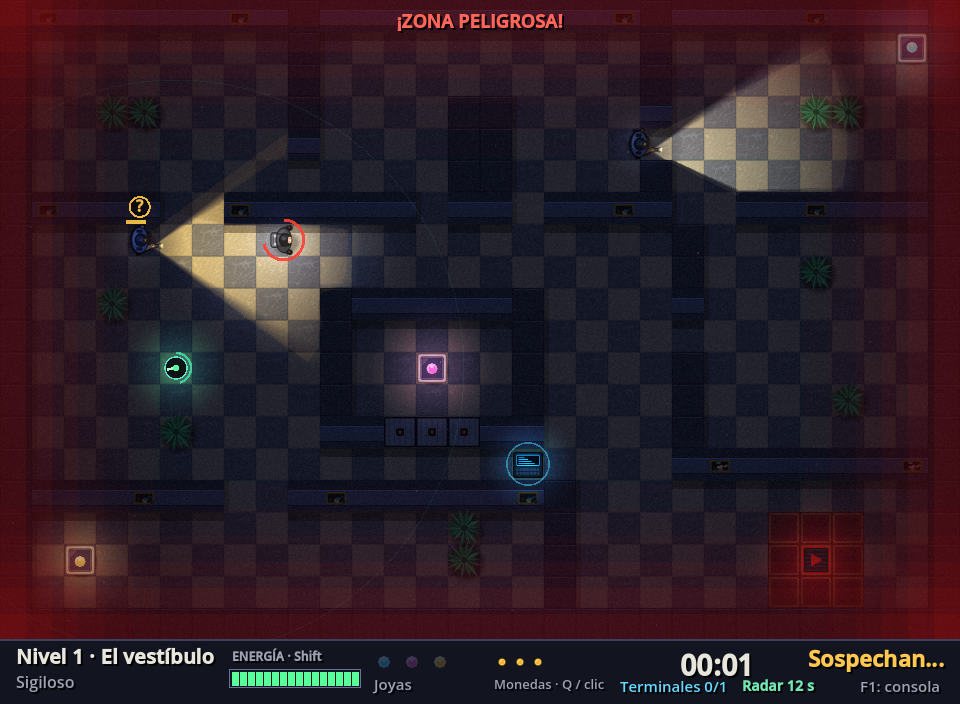 ¡ZONA PELIGROSA!
?
Nivel 1 · El vestíbulo
Sigiloso
ENERGÍA · Shift
Joyas
Monedas · Q / clic
00:01
Terminales 0/1
Radar 12 s
Sospechan...
F1: consola